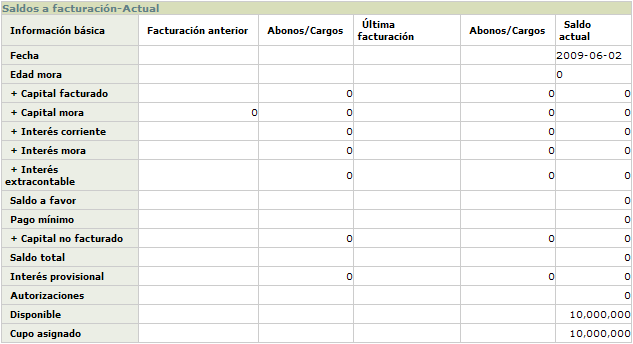 Saldos a facturación-Actual
Información básica Facturación anterior Abonos/Cargos Última facturación Abonos/Cargos Saldo actual
Fecha 2009-06-02
Edad mora 0
+ Capital facturado 0 0 0
+ Capital mora 0 0 0 0
+ Interés corriente 0 0 0
+ Interés mora 0 0 0
+ Interés extracontable 0 0 0
Saldo a favor 0
Pago mínimo 0
+ Capital no facturado 0 0 0
Saldo total 0
Interés provisional 0 0 0
Autorizaciones 0
Disponible 10,000,000
Cupo asignado 10,000,000